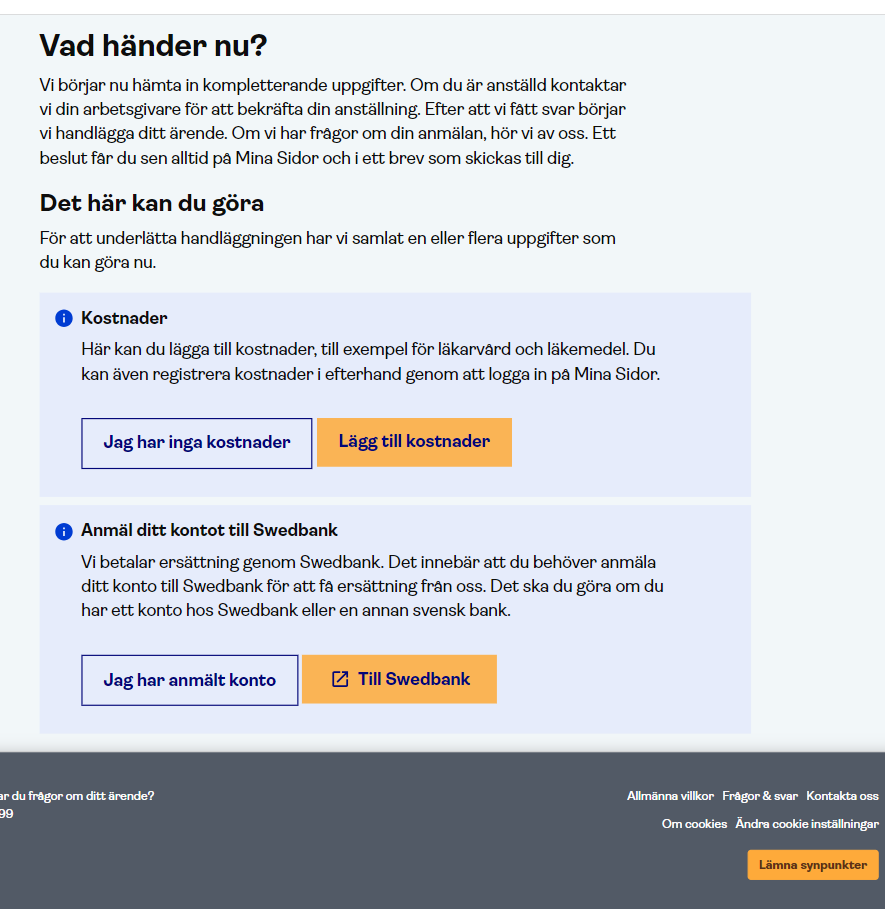 Vad händer nu?
Vi börjar nu hämta in kompletterande uppgifter. Om du är anställd kontaktar
vi din arbetsgivare för att bekräfta din anställning. Efter att vi fått svar börjar
vi handlägga ditt ärende. Om vi har frågor om din anmälan, hör vi av oss. Ett
beslut får du sen alltid på Mina Sidor och i ett brev som skickas till dig.
Det här kan du göra
För att underlätta handläggningen har vi samlat en eller flera uppgifter som
du kan göra nu.
Kostnader
Här kan du lägga till kostnader, till exempel för läkarvård och läkemedel. Du
kan även registrera kostnader i efterhand genom att logga in på Mina Sidor.
Jag har inga kostnader Lägg till kostnader
Anmäl ditt kontot till Swedbank
Vi betalar ersättning genom Swedbank. Det innebär att du behöver anmäla
ditt konto till Swedbank för att få ersättning från oss. Det ska du göra om du
har ett konto hos Swedbank eller en annan svensk bank.
Jag har anmält konto Till Swedbank
ar du frågor om ditt ärende? Allmänna villkor Frågor & svar Kontakta oss
99
Om cookies Ändra cookie inställningar
Lämna synpunkter